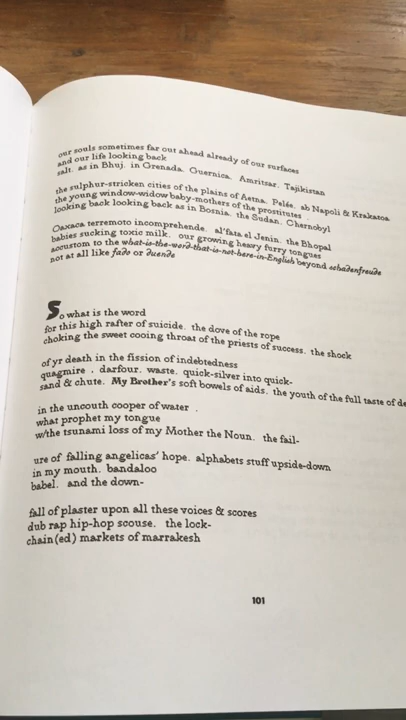 our souls sometimes far out ahead already of our surfaces
and our life looking back
salt. as in Bhuj. in Grenada. Guernica. Amritsar. Tajikistan
the sulphur-stricken cities of the plains of Aetna. Pelée. ab Napoli & Krakatoa
the young window-widow baby-mothers of the prostitutes
looking back looking back as in Bosnia. the Sudan. Chernobyl
Oaxaca terremoto incomprehende. al'fata el Jenin. the Bhopal
babies sucking toxic milk. our growing heavy furry tongues
accustom to the what-is-the-word-that-is-not-here-in-English beyond schadenfreude
not at all like fado or duende
So what is the word
for this high rafter of suicide. the dove of the rope
choking the sweet cooing throat of the priests of success. the shock
of yr death in the fission of indebtedness
quagmire . darfour. waste. quick-silver into quick-
sand & chute. My Brother's soft bowels of aids. the youth of the full taste of
in the uncouth cooper of water .
what prophet my tongue
w/the tsunami loss of my Mother the Noun. the fail-
ure of falling angelicas' hope. alphabets stuff upside-down
in my mouth. bandaloo
babel. and the down-
fall of plaster upon all these voices & scores
dub rap hip-hop scouse. the lock-
chain(ed) markets of marrakesh
101